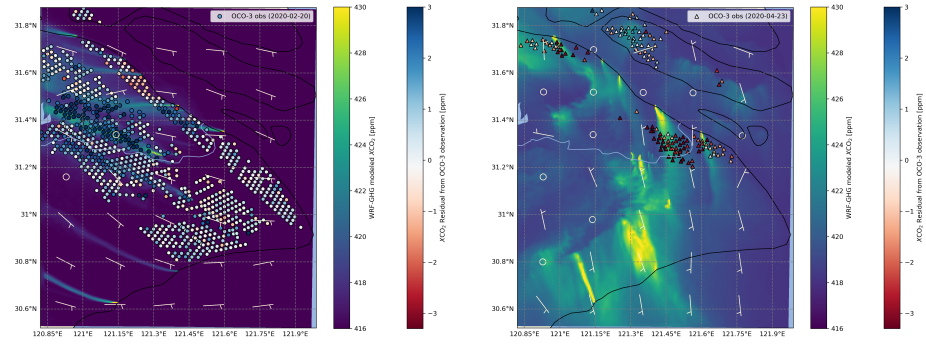 OCO-3 obs (2020-02-20)
31.8°N
31.6°N
31.4°N
31.2°N
31°N
30.8°N
30.6°N
120.85°E 121°E 121.15°E 121.3°E 121.45°E 121.6°E 121.75°E 121.9°E
430
428
426
424
422
420
418
416
WRF-GHG modeled XCO₂ [ppm]
3
2
1
0
−1
−2
−3
XCO₂ Residual from OCO-3 observation [ppm]
OCO-3 obs (2020-04-23)
31.8°N
31.6°N
31.4°N
31.2°N
31°N
30.8°N
30.6°N
120.85°E 121°E 121.15°E 121.3°E 121.45°E 121.6°E 121.75°E 121.9°E
430
428
426
424
422
420
418
416
WRF-GHG modeled XCO₂ [ppm]
3
2
1
0
−1
−2
−3
XCO₂ Residual from OCO-3 observation [ppm]